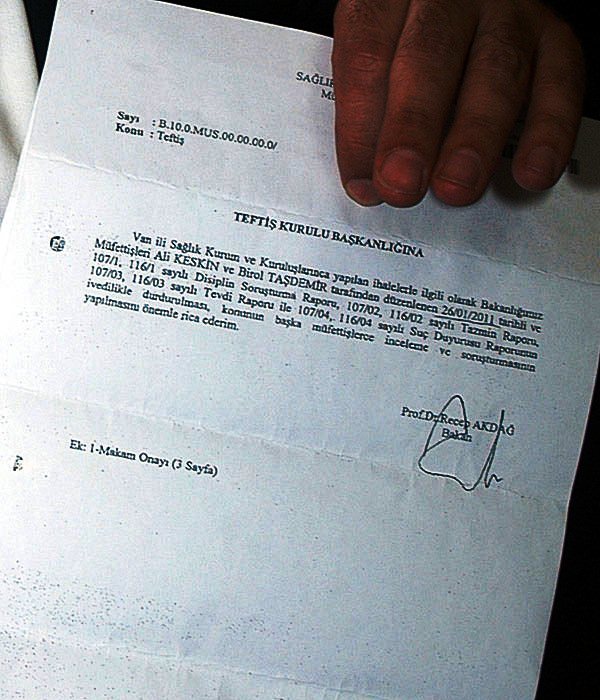 SAĞLI
Sayı : B.10.0.MUS.00.00.00.0/
Konu : Teftiş
TEFTİŞ KURULU BAŞKANLIĞINA
Van ili Sağlık Kurum ve Kuruluşlarınca yapılan ihalelerle ilgili olarak Bakanlığımız
Müfettişleri Ali KESKİN ve Birol TAŞDEMİR tarafından düzenlenen 26/01/2011 tarihli ve
107/1, 116/1 sayılı Disiplin Soruşturma Raporu, 107/02, 116/02 sayılı Tazmin Raporu,
107/03, 116/03 sayılı Tevdi Raporu ile 107/04, 116/04 sayılı Suç Duyurusu Raporunun
ivedilikle durdurulması, konunun başka müfettişlerce inceleme ve soruşturmasının
yapılmasını önemle rica ederim.
Prof.Dr.Recep AKDAĞ
Bakan
Ek: 1-Makam Onayı (3 Sayfa)